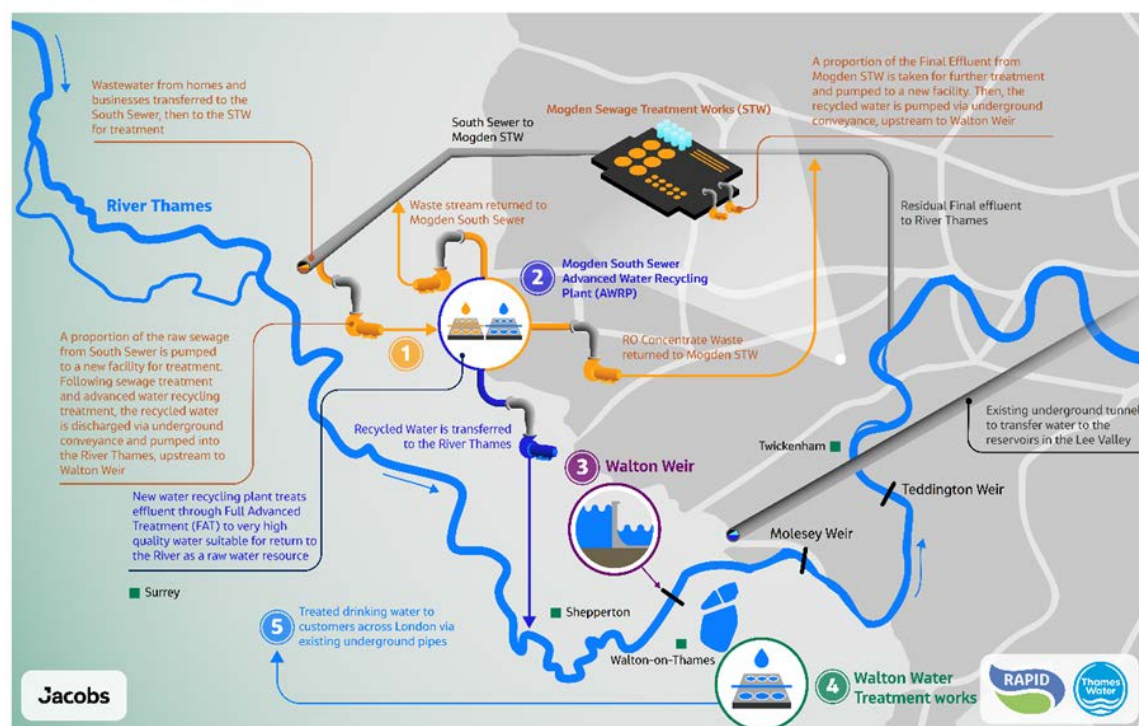 Wastewater from homes and
businesses transferred to the
South Sewer, then to the STW
for treatment
South Sewer to
Mogden STW
Mogden Sewage Treatment Works (STW)
A proportion of the Final Effluent from
Mogden STW is taken for further treatment
and pumped to a new facility. Then, the
recycled water is pumped via underground
conveyance, upstream to Walton Weir
River Thames
Waste stream returned to
Mogden South Sewer
Residual Final effluent
to River Thames
2
Mogden South Sewer
Advanced Water Recycling
Plant (AWRP)
1
A proportion of the raw sewage
from South Sewer is pumped
to a new facility for treatment.
Following sewage treatment
and advanced water recycling
treatment, the recycled water
is discharged via underground
conveyance and pumped into
the River Thames, upstream to
Walton Weir
RO Concentrate Waste
returned to Mogden STW
Recycled Water is transferred
to the River Thames
Existing underground tunnel
to transfer water to the
reservoirs in the Lee Valley
Twickenham
3
Walton Weir
Teddington Weir
Molesey Weir
New water recycling plant treats
effluent through Full Advanced
Treatment (FAT) to very high
quality water suitable for return to
the River as a raw water resource
Surrey
Shepperton
5
Treated drinking water to
customers across London via
existing underground pipes
Walton-on-Thames
4
Walton Water
Treatment works
Jacobs
RAPID
Thames
Water